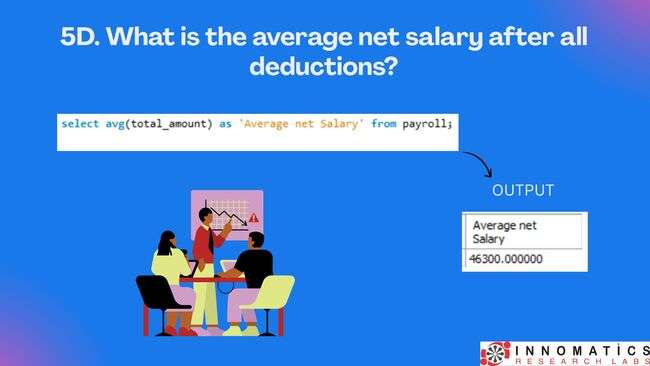 5D. What is the average net salary after all
deductions?
select avg(total_amount) as 'Average net Salary' from payroll;
OUTPUT
Average net
Salary
46300.000000
INNOMATICS
RESEARCH LABS